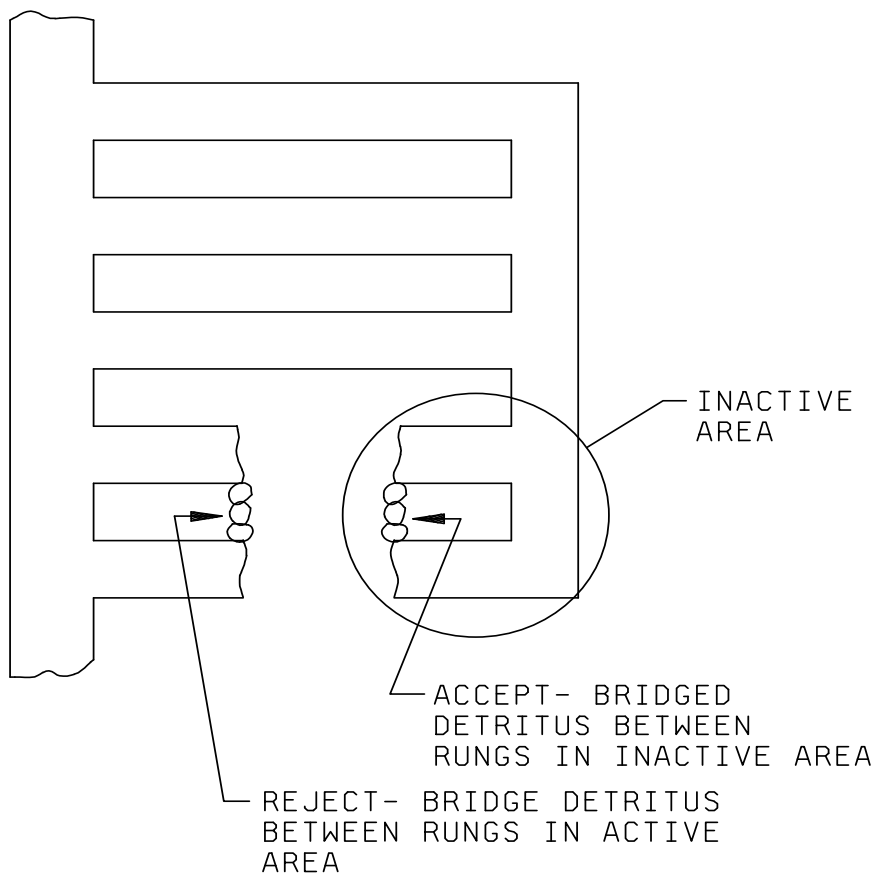 INACTIVE
AREA
ACCEPT- BRIDGED
DETRITUS BETWEEN
RUNGS IN INACTIVE AREA
REJECT- BRIDGE DETRITUS
BETWEEN RUNGS IN ACTIVE
AREA